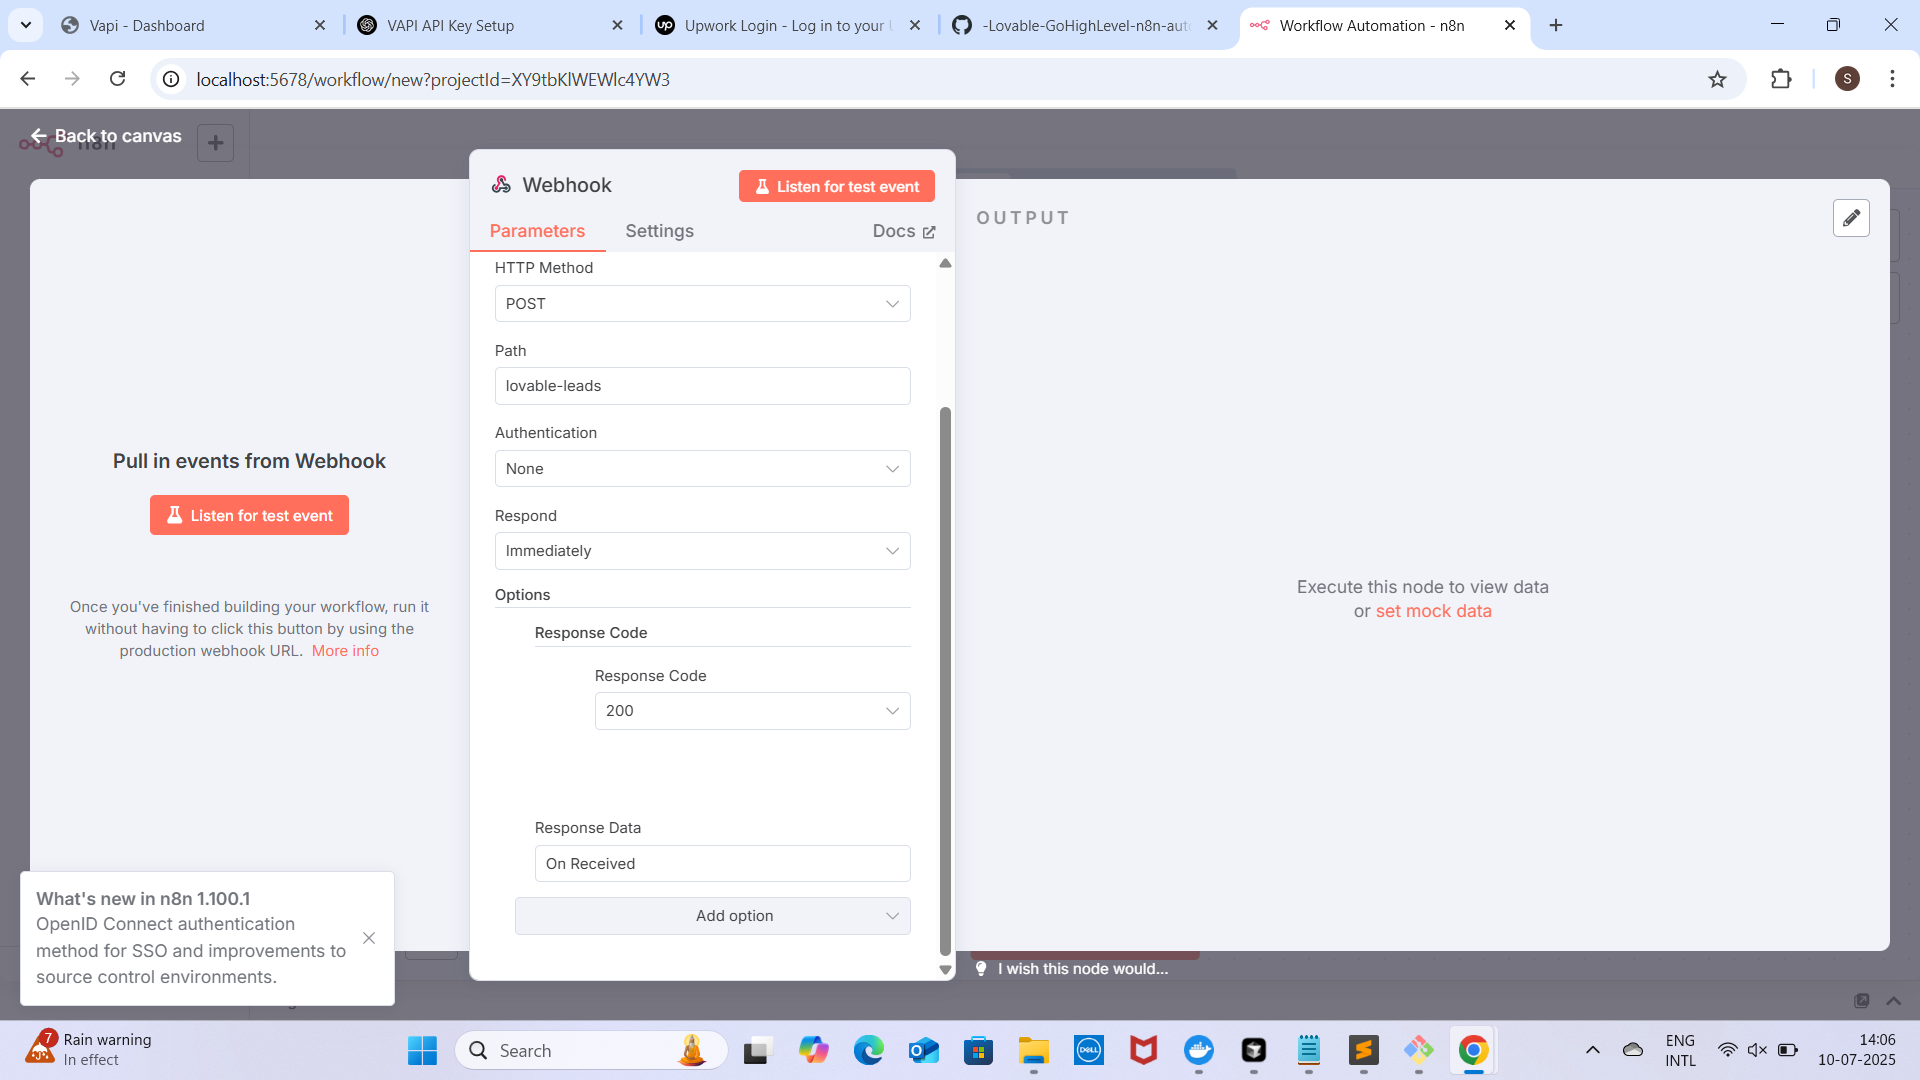 Vapi - Dashboard
VAPI API Key Setup
Upwork Login - Log in to your U
-Lovable-GoHighLevel-n8n-auto
Workflow Automation - n8n
localhost:5678/workflow/new?projectId=XY9tbKlWEWlc4YW3
S
Back to canvas
n8n
Webhook
Listen for test event
Parameters
Settings
Docs
OUTPUT
HTTP Method
POST
Path
lovable-leads
Authentication
None
Respond
Immediately
Options
Response Code
Response Code
200
Response Data
On Received
Add option
Pull in events from Webhook
Listen for test event
Once you've finished building your workflow, run it
without having to click this button by using the
production webhook URL. More info
Execute this node to view data
or set mock data
What's new in n8n 1.100.1
OpenID Connect authentication
method for SSO and improvements to
source control environments.
I wish this node would...
7
Rain warning
In effect
Search
DELL
ENG
INTL
14:06
10-07-2025